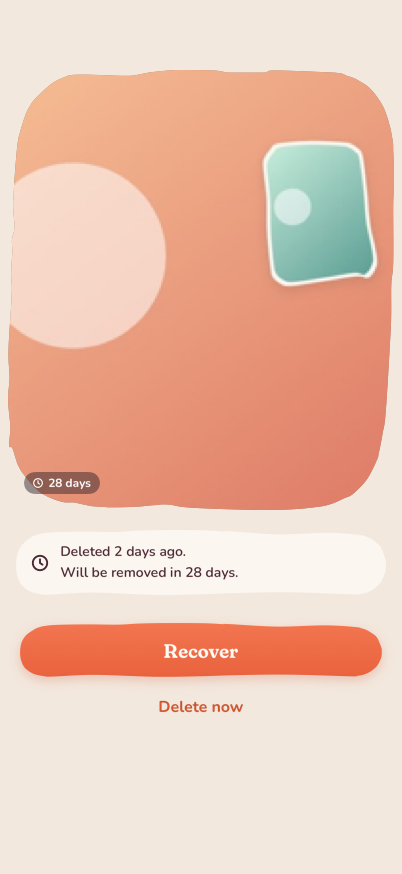 28 days
Deleted 2 days ago.
Will be removed in 28 days.
Recover
Delete now